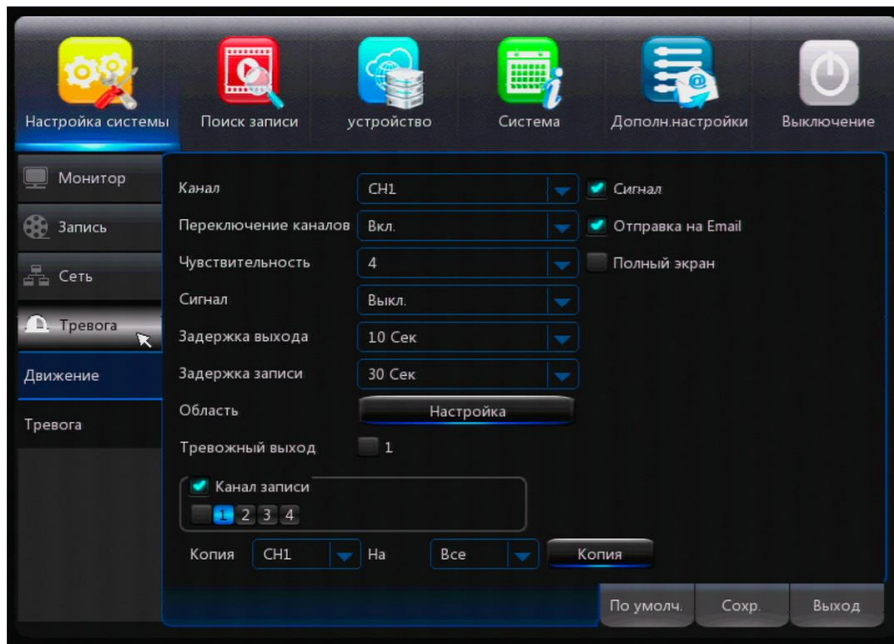 Настройка системы Поиск записи устройство Система Дополн.настройки Выключение
Монитор
Запись
Сеть
Тревога
Движение
Тревога
Канал CH1 Сигнал
Переключение каналов Вкл. Отправка на Email
Чувствительность 4 Полный экран
Сигнал Выкл.
Задержка выхода 10 Сек
Задержка записи 30 Сек
Область Настройка
Тревожный выход 1
Канал записи
1 2 3 4
Копия CH1 На Все Копия
По умолч. Сохр. Выход